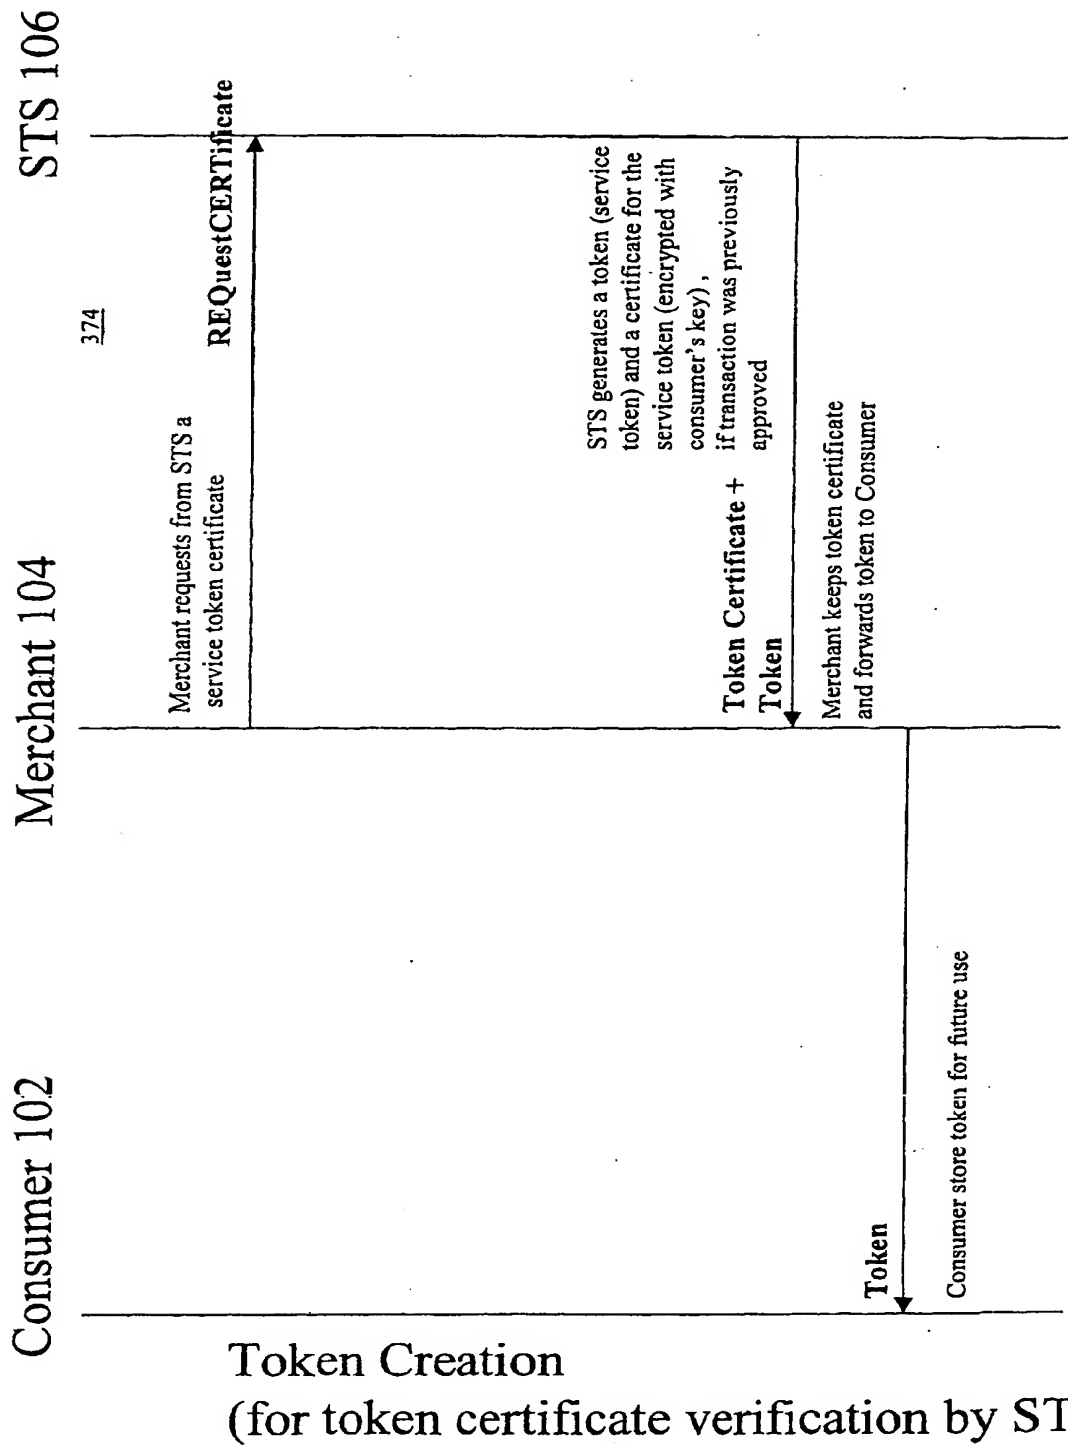 Consumer 102
Merchant 104
STS 106
374
Merchant requests from STS a
service token certificate
REQuestCERTificate
STS generates a token (service
token) and a certificate for the
service token (encrypted with
consumer's key) ,
if transaction was previously
approved
Token Certificate +
Token
Merchant keeps token certificate
and forwards token to Consumer
Token
Consumer store token for future use
Token Creation
(for token certificate verification by ST